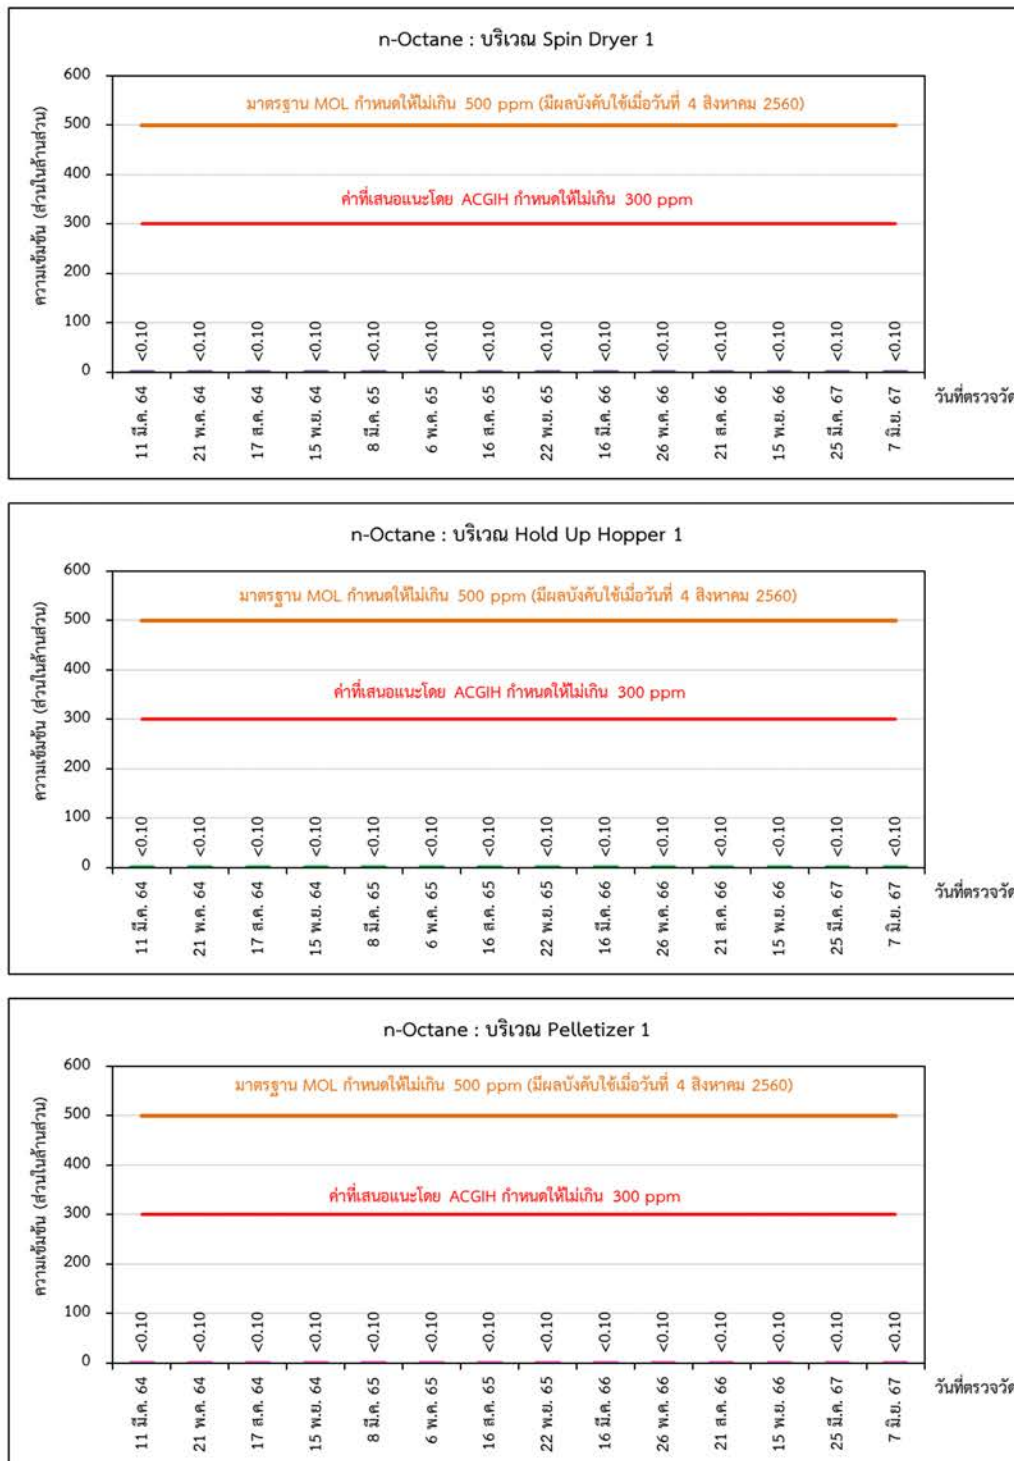 n-Octane : บริเวณ Spin Dryer 1
ความเข้มข้น (ส่วนในล้านส่วน)
600
500
400
300
200
100
0
มาตรฐาน MOL กำหนดให้ไม่เกิน 500 ppm (มีผลบังคับใช้เมื่อวันที่ 4 สิงหาคม 2560)
ค่าที่เสนอแนะโดย ACGIH กำหนดให้ไม่เกิน 300 ppm
<0.10
<0.10
<0.10
<0.10
<0.10
<0.10
<0.10
<0.10
<0.10
<0.10
<0.10
<0.10
<0.10
<0.10
11 มี.ค. 64
21 พ.ค. 64
17 ส.ค. 64
15 พ.ย. 64
8 มี.ค. 65
6 พ.ค. 65
16 ส.ค. 65
22 พ.ย. 65
16 มี.ค. 66
26 พ.ค. 66
21 ส.ค. 66
15 พ.ย. 66
25 มี.ค. 67
7 มิ.ย. 67
วันที่ตรวจวัด
n-Octane : บริเวณ Hold Up Hopper 1
ความเข้มข้น (ส่วนในล้านส่วน)
600
500
400
300
200
100
0
มาตรฐาน MOL กำหนดให้ไม่เกิน 500 ppm (มีผลบังคับใช้เมื่อวันที่ 4 สิงหาคม 2560)
ค่าที่เสนอแนะโดย ACGIH กำหนดให้ไม่เกิน 300 ppm
<0.10
<0.10
<0.10
<0.10
<0.10
<0.10
<0.10
<0.10
<0.10
<0.10
<0.10
<0.10
<0.10
<0.10
11 มี.ค. 64
21 พ.ค. 64
17 ส.ค. 64
15 พ.ย. 64
8 มี.ค. 65
6 พ.ค. 65
16 ส.ค. 65
22 พ.ย. 65
16 มี.ค. 66
26 พ.ค. 66
21 ส.ค. 66
15 พ.ย. 66
25 มี.ค. 67
7 มิ.ย. 67
วันที่ตรวจวัด
n-Octane : บริเวณ Pelletizer 1
ความเข้มข้น (ส่วนในล้านส่วน)
600
500
400
300
200
100
0
มาตรฐาน MOL กำหนดให้ไม่เกิน 500 ppm (มีผลบังคับใช้เมื่อวันที่ 4 สิงหาคม 2560)
ค่าที่เสนอแนะโดย ACGIH กำหนดให้ไม่เกิน 300 ppm
<0.10
<0.10
<0.10
<0.10
<0.10
<0.10
<0.10
<0.10
<0.10
<0.10
<0.10
<0.10
<0.10
<0.10
11 มี.ค. 64
21 พ.ค. 64
17 ส.ค. 64
15 พ.ย. 64
8 มี.ค. 65
6 พ.ค. 65
16 ส.ค. 65
22 พ.ย. 65
16 มี.ค. 66
26 พ.ค. 66
21 ส.ค. 66
15 พ.ย. 66
25 มี.ค. 67
7 มิ.ย. 67
วันที่ตรวจวัด